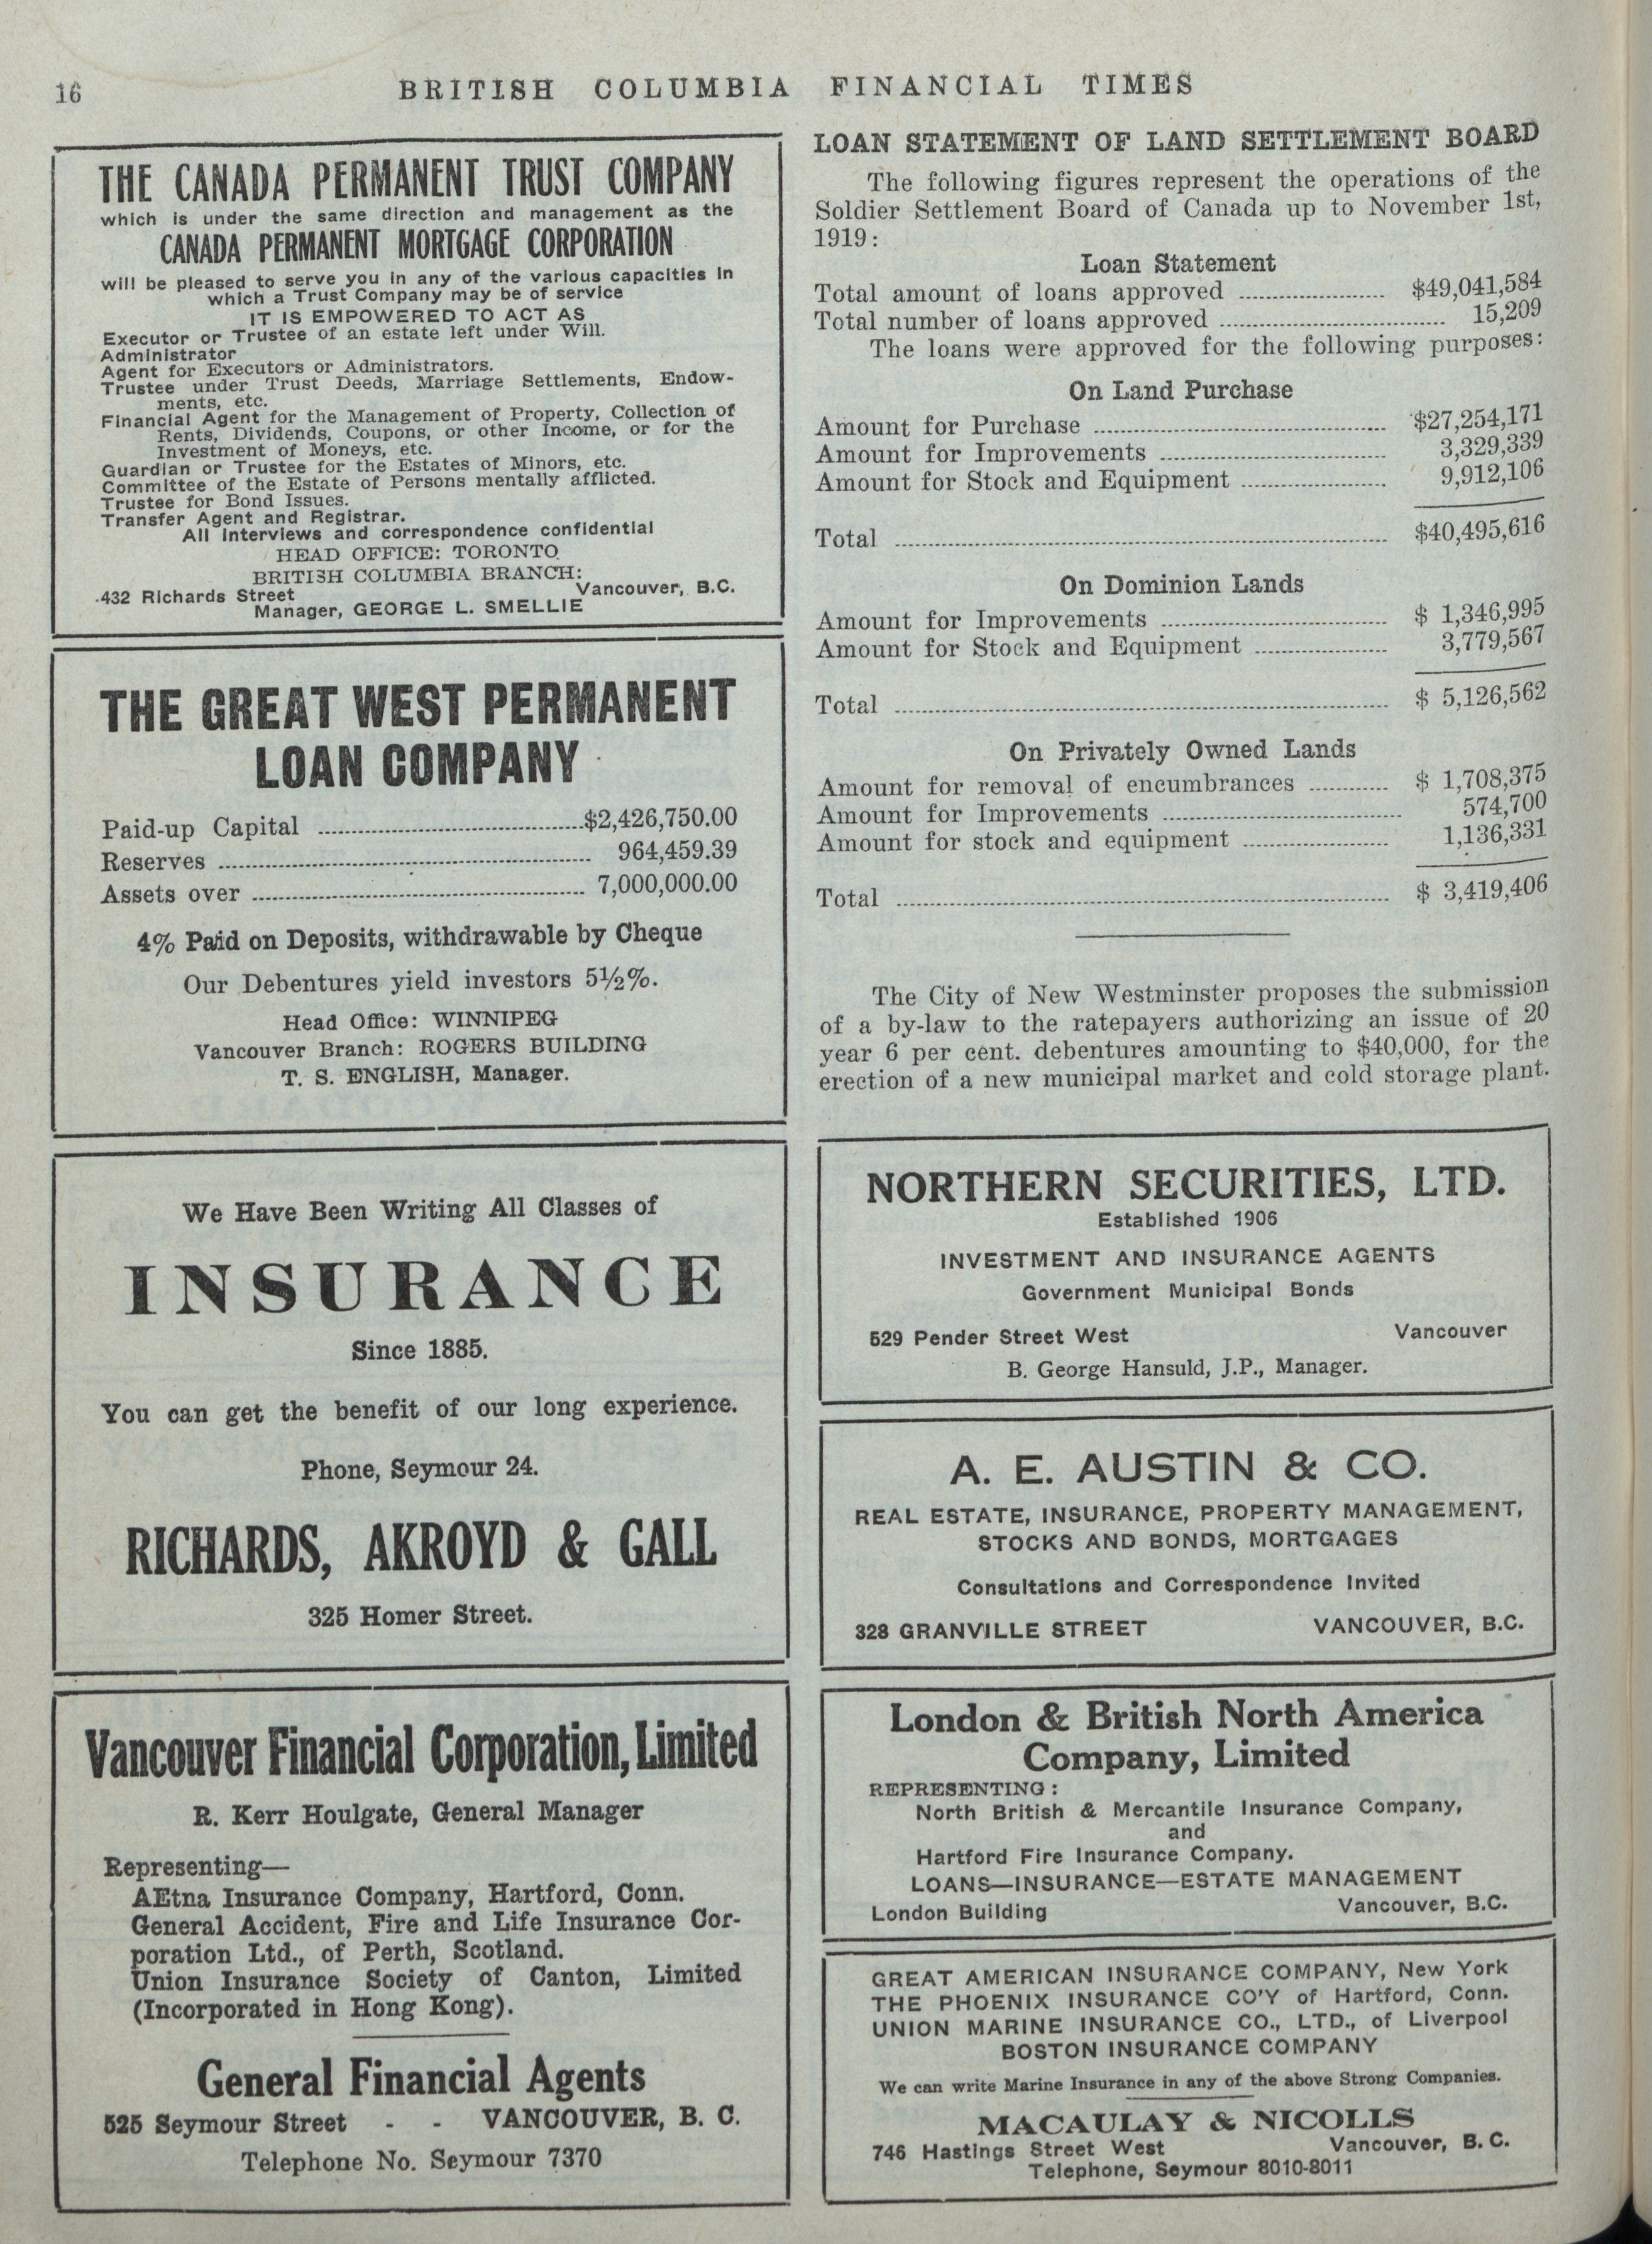 16
BRITISH COLUMBIA FINANCIAL TIMES
THE CANADA PERMANENT TRUST COMPANY
which is under the same direction and management as the
CANADA PERMANENT MORTGAGE CORPORATION
will be pleased to serve you in any of the various capacities in
which a Trust Company may be of service
IT IS EMPOWERED TO ACT AS
Executor or Trustee of an estate left under Will.
Administrator
Agent for Executors or Administrators.
Trustee under Trust Deeds, Marriage Settlements, Endow-
ments, etc.
Financial Agent for the Management of Property, Collection of
Rents, Dividends, Coupons, or other Income, or for the
Investment of Moneys, etc.
Guardian or Trustee for the Estates of Minors, etc.
Committee of the Estate of Persons mentally afflicted.
Trustee for Bond Issues.
Transfer Agent and Registrar.
All interviews and correspondence confidential
HEAD OFFICE: TORONTO
BRITISH COLUMBIA BRANCH:
432 Richards Street Vancouver, B.C.
Manager, GEORGE L. SMELLIE
THE GREAT WEST PERMANENT
LOAN COMPANY
Paid-up Capital ........ $2,426,750.00
Reserves ........ 964,459.39
Assets over ........ 7,000,000.00
4% Paid on Deposits, withdrawable by Cheque
Our Debentures yield investors 5½%.
Head Office: WINNIPEG
Vancouver Branch: ROGERS BUILDING
T. S. ENGLISH, Manager.
We Have Been Writing All Classes of
INSURANCE
Since 1885.
You can get the benefit of our long experience.
Phone, Seymour 24.
RICHARDS, AKROYD & GALL
325 Homer Street.
Vancouver Financial Corporation, Limited
R. Kerr Houlgate, General Manager
Representing—
AEtna Insurance Company, Hartford, Conn.
General Accident, Fire and Life Insurance Cor-
poration Ltd., of Perth, Scotland.
Union Insurance Society of Canton, Limited
(Incorporated in Hong Kong).
General Financial Agents
525 Seymour Street - - VANCOUVER, B. C.
Telephone No. Seymour 7370
LOAN STATEMENT OF LAND SETTLEMENT BOARD
The following figures represent the operations of the
Soldier Settlement Board of Canada up to November 1st,
1919:
Loan Statement
Total amount of loans approved ........ $49,041,584
Total number of loans approved ........ 15,209
The loans were approved for the following purposes:
On Land Purchase
Amount for Purchase ........ $27,254,171
Amount for Improvements ........ 3,329,339
Amount for Stock and Equipment ........ 9,912,106
Total ........ $40,495,616
On Dominion Lands
Amount for Improvements ........ $ 1,346,995
Amount for Stock and Equipment ........ 3,779,567
Total ........ $ 5,126,562
On Privately Owned Lands
Amount for removal of encumbrances ........ $ 1,708,375
Amount for Improvements ........ 574,700
Amount for stock and equipment ........ 1,136,331
Total ........ $ 3,419,406
The City of New Westminster proposes the submission
of a by-law to the ratepayers authorizing an issue of 20
year 6 per cent. debentures amounting to $40,000, for the
erection of a new municipal market and cold storage plant.
NORTHERN SECURITIES, LTD.
Established 1906
INVESTMENT AND INSURANCE AGENTS
Government Municipal Bonds
529 Pender Street West Vancouver
B. George Hansuld, J.P., Manager.
A. E. AUSTIN & CO.
REAL ESTATE, INSURANCE, PROPERTY MANAGEMENT,
STOCKS AND BONDS, MORTGAGES
Consultations and Correspondence Invited
328 GRANVILLE STREET VANCOUVER, B.C.
London & British North America
Company, Limited
REPRESENTING:
North British & Mercantile Insurance Company,
and
Hartford Fire Insurance Company.
LOANS—INSURANCE—ESTATE MANAGEMENT
London Building Vancouver, B.C.
GREAT AMERICAN INSURANCE COMPANY, New York
THE PHOENIX INSURANCE CO'Y of Hartford, Conn.
UNION MARINE INSURANCE CO., LTD., of Liverpool
BOSTON INSURANCE COMPANY
We can write Marine Insurance in any of the above Strong Companies.
MACAULAY & NICOLLS
746 Hastings Street West Vancouver, B. C.
Telephone, Seymour 8010-8011